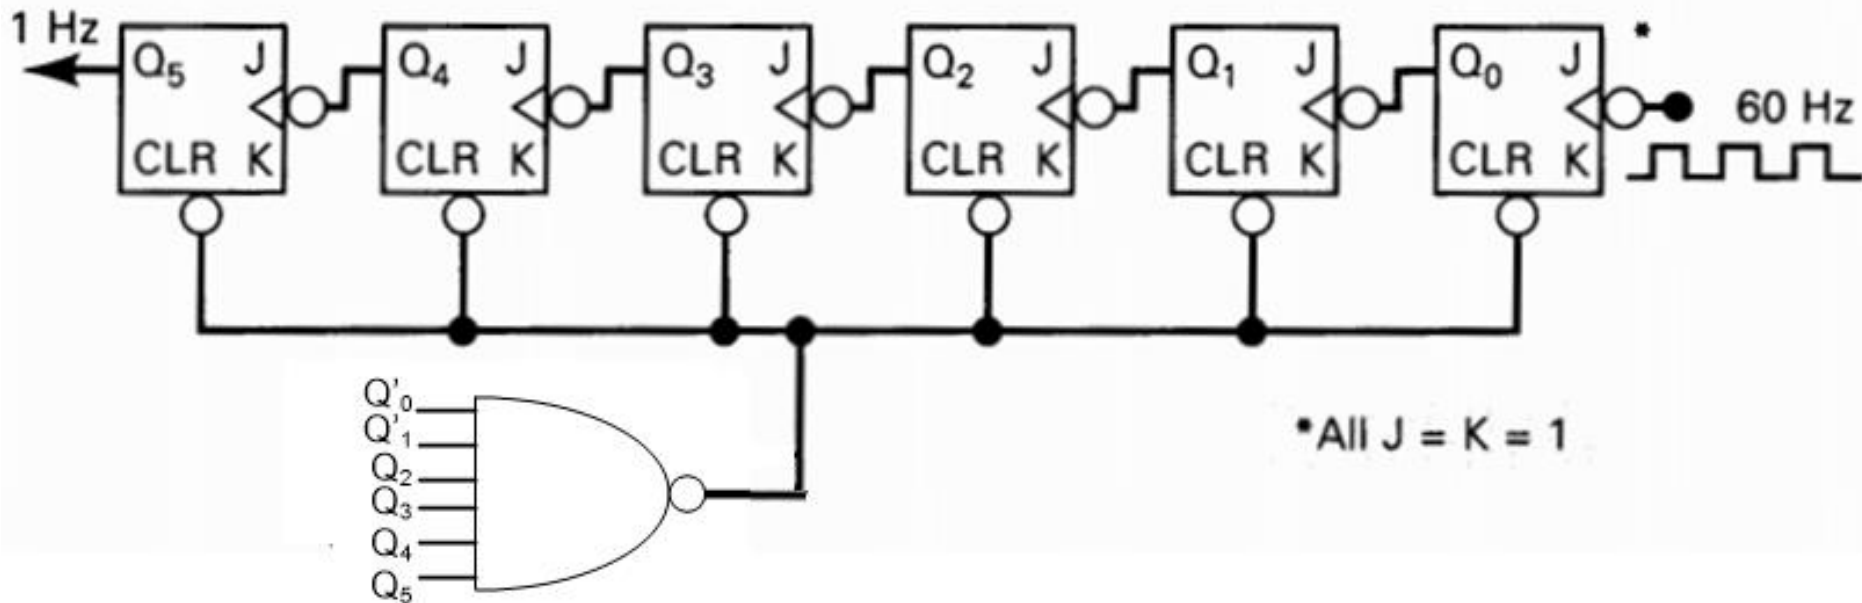 1 Hz
Q₅ J
CLR K
Q₄ J
CLR K
Q₃ J
CLR K
Q₂ J
CLR K
Q₁ J
CLR K
Q₀ J
CLR K
*
60 Hz
Q'₀
Q'₁
Q₂
Q₃
Q₄
Q₅
*All J = K = 1